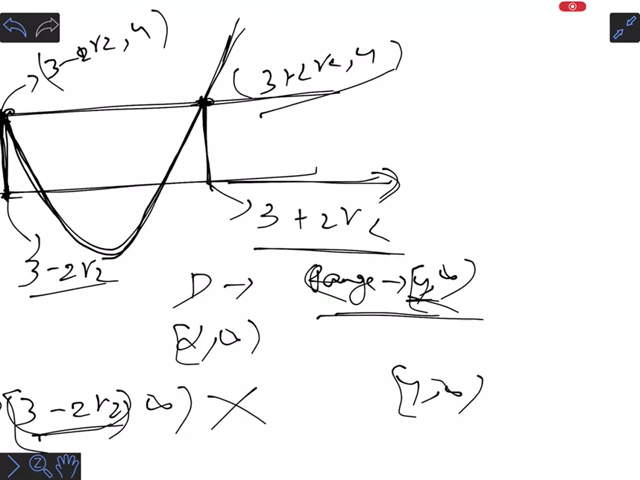 (3-2√2, 4)
(3+2√2, 4)
3 + 2√2
3-2√2
D →
Range → [4, ∞)
[α, ∞)
[4, ∞)
[3 - 2√2, ∞) ×